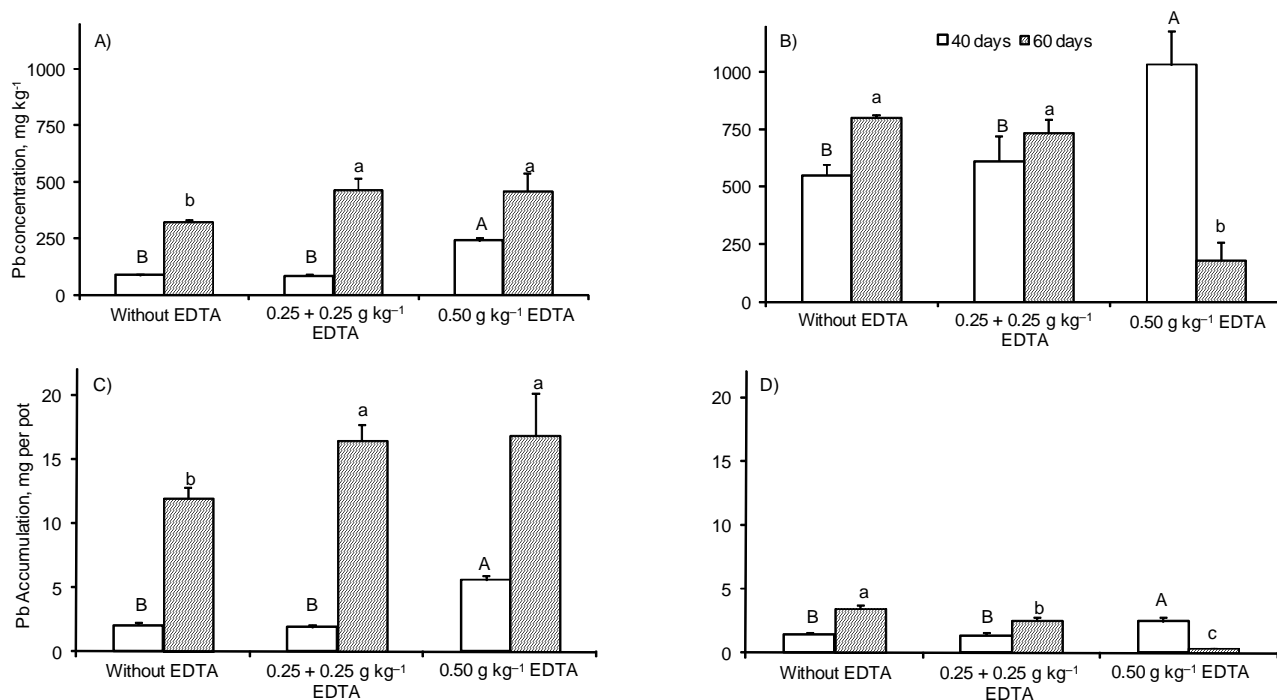 A)
Pb concentration, mg kg⁻¹
1000
750
500
250
0
B
b
B
a
A
a
Without EDTA
0.25 + 0.25 g kg⁻¹
EDTA
0.50 g kg⁻¹ EDTA
B)
40 days
60 days
1000
750
500
250
0
B
a
B
a
A
b
Without EDTA
0.25 + 0.25 g kg⁻¹
EDTA
0.50 g kg⁻¹ EDTA
C)
Pb Accumulation, mg per pot
20
15
10
5
0
B
b
B
a
A
a
Without EDTA
0.25 + 0.25 g kg⁻¹
EDTA
0.50 g kg⁻¹ EDTA
D)
20
15
10
5
0
B
a
B
b
A
c
Without EDTA
0.25 + 0.25 g kg⁻¹
EDTA
0.50 g kg⁻¹ EDTA